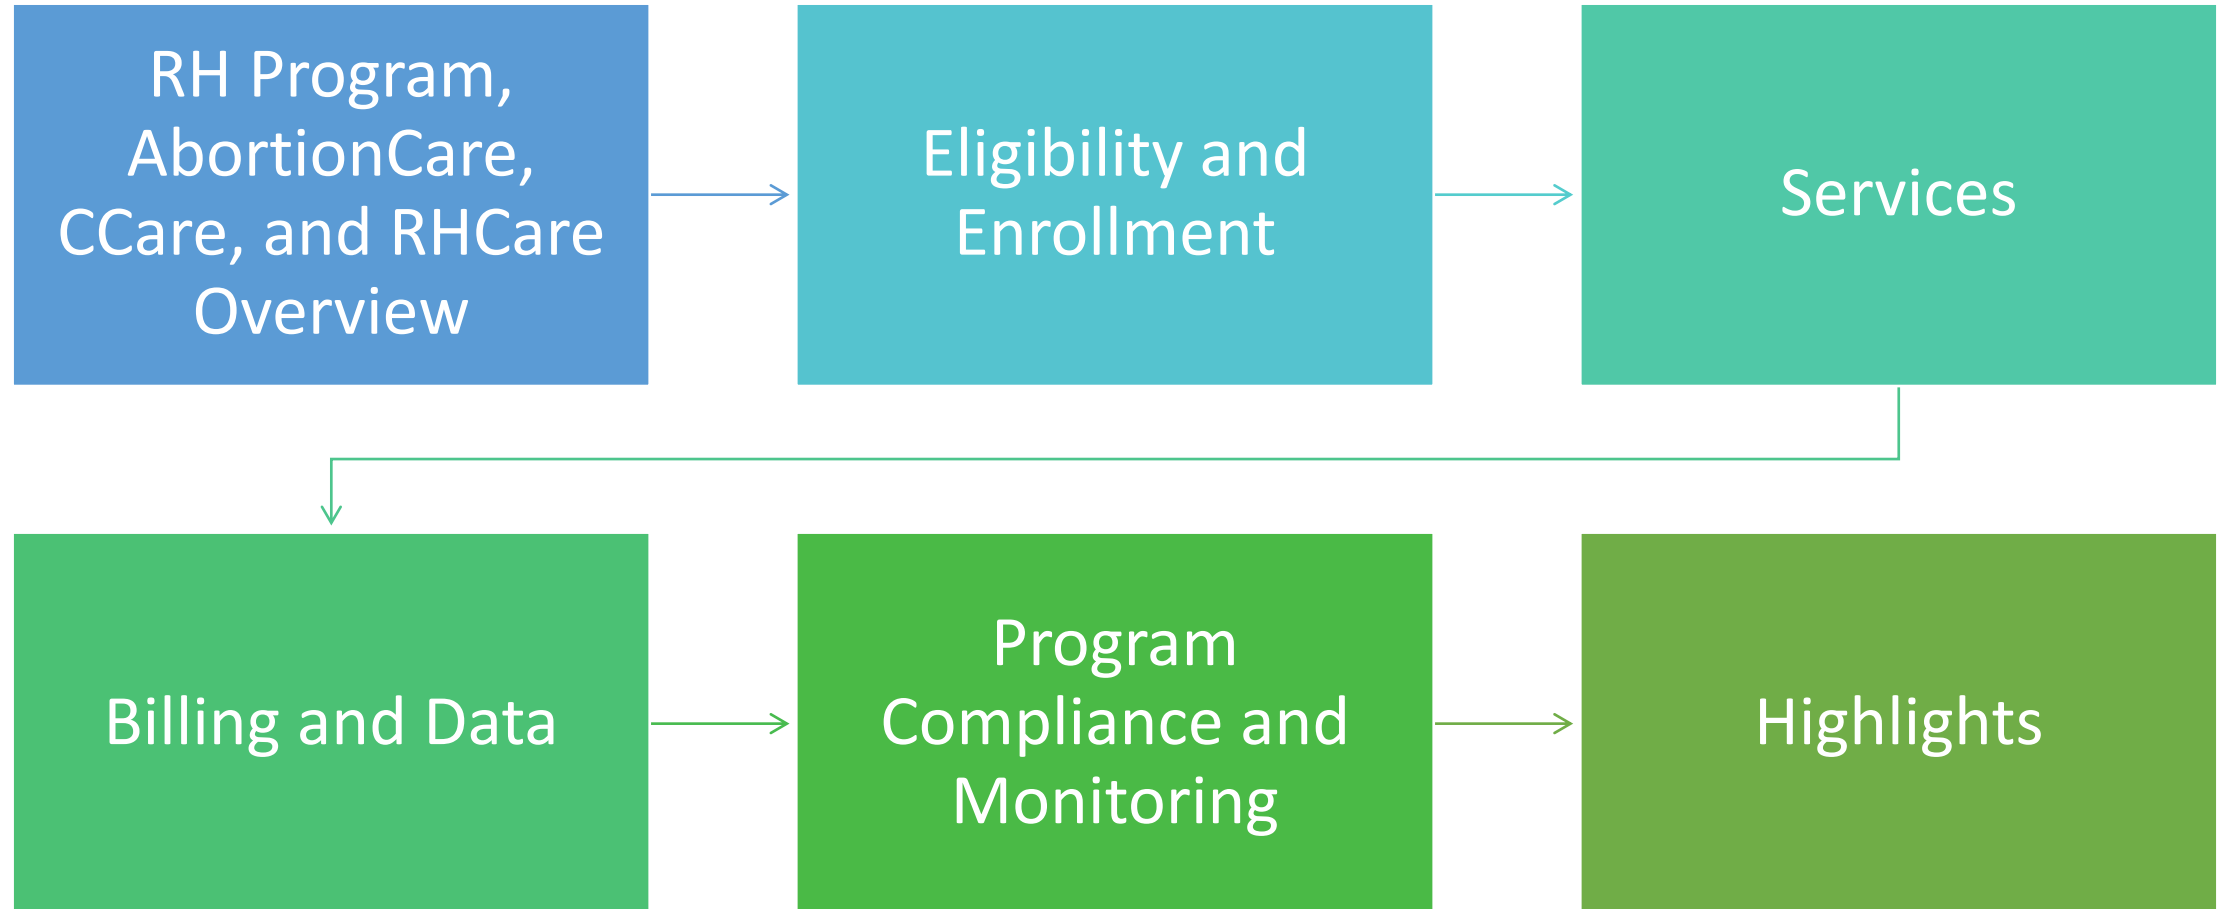 RH Program,
AbortionCare,
CCare, and RHCare
Overview
Eligibility and
Enrollment
Services
Billing and Data
Program
Compliance and
Monitoring
Highlights